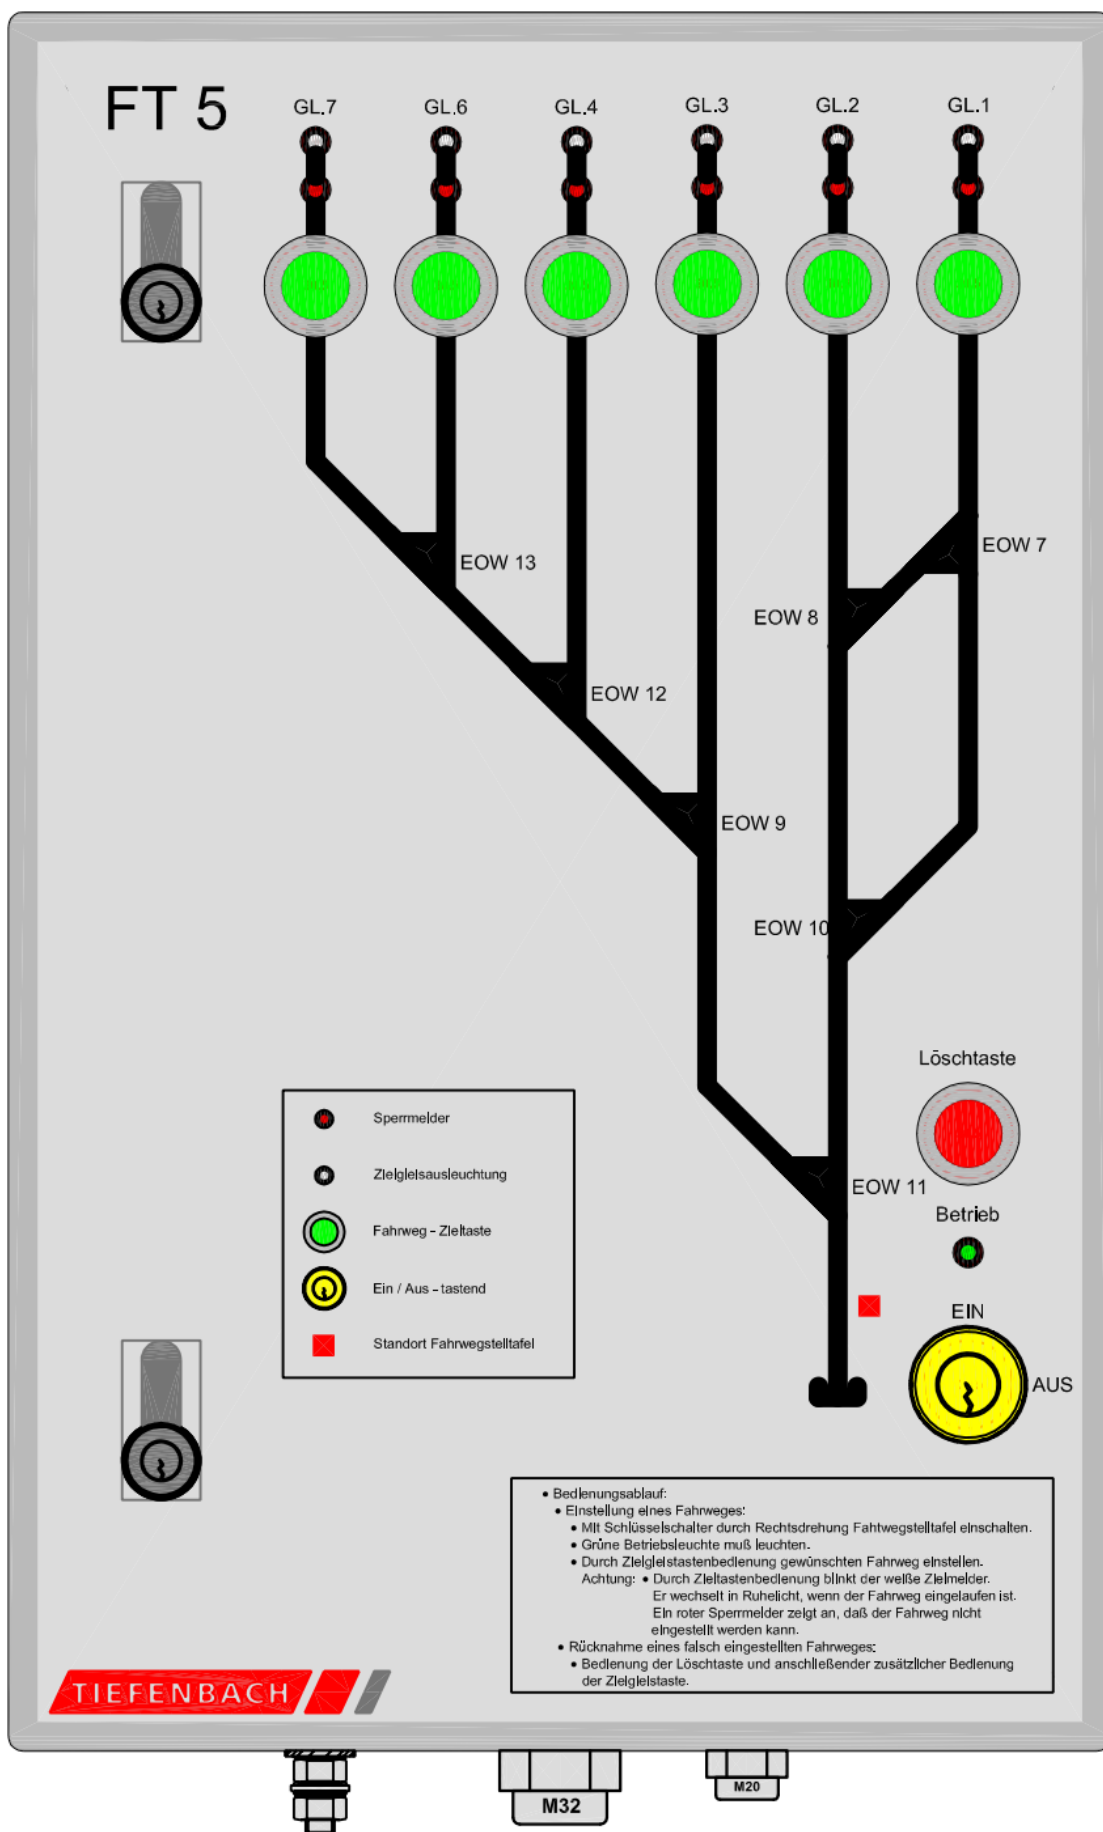 FT 5
GL.7 GL.6 GL.4 GL.3 GL.2 GL.1
EOW 7
EOW 13
EOW 8
EOW 12
EOW 9
EOW 10
Löschtaste
EOW 11
Betrieb
EIN
AUS
Sperrmelder
Zielgleisausleuchtung
Fahrweg - Zieltaste
Ein / Aus - tastend
Standort Fahrwegstelltafel
• Bedienungsablauf:
• Einstellung eines Fahrweges:
• Mit Schlüsselschalter durch Rechtsdrehung Fahtwegstelltafel einschalten.
• Grüne Betriebsleuchte muß leuchten.
• Durch Zielgleistastenbedienung gewünschten Fahrweg einstellen.
Achtung: • Durch Zieltastenbedienung blinkt der weiße Zielmelder.
Er wechselt in Ruhelicht, wenn der Fahrweg eingelaufen ist.
Ein roter Sperrmelder zeigt an, daß der Fahrweg nicht
eingestellt werden kann.
• Rücknahme eines falsch eingestellten Fahrweges:
• Bedienung der Löschtaste und anschließender zusätzlicher Bedienung
der Zielgleistaste.
TIEFENBACH
M32
M20